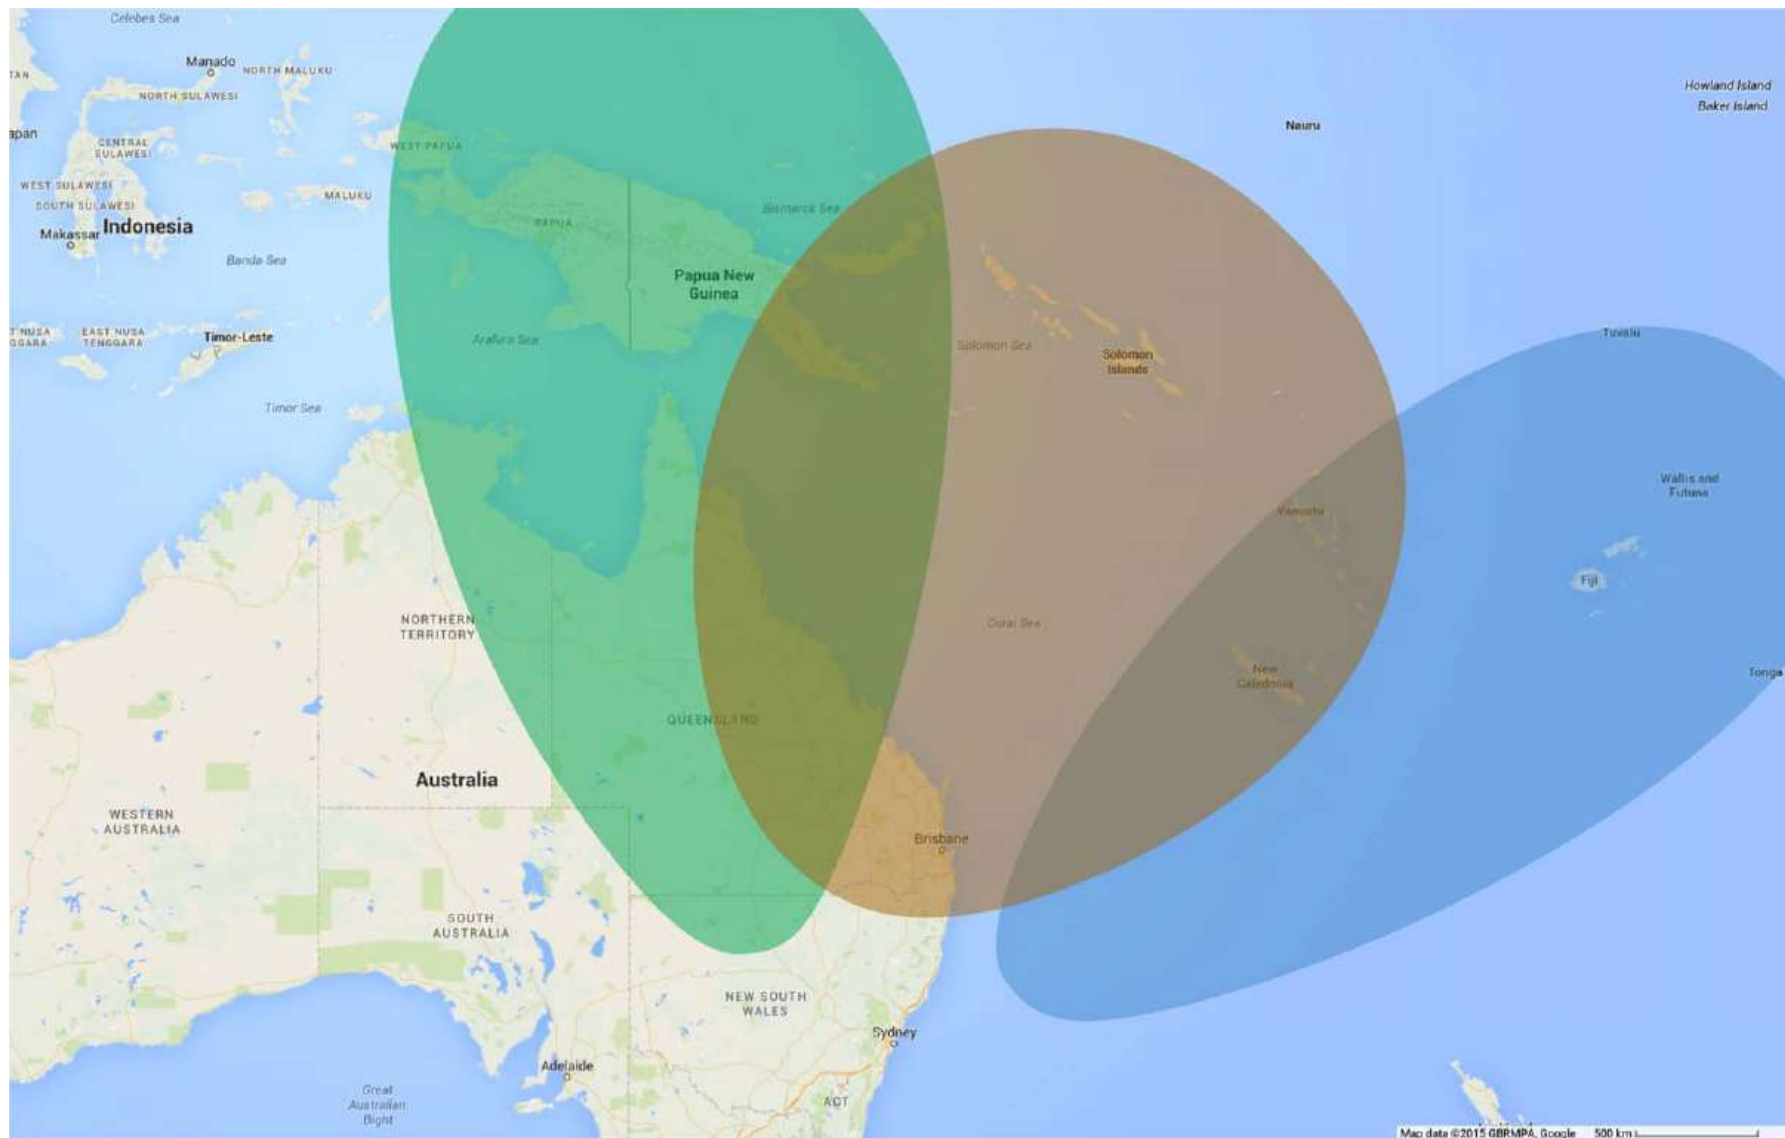 Celebes Sea
Manado
NORTH MALUKU
TAN
NORTH SULAWESI
Howland Island
Baker Island
Nauru
apan
CENTRAL
SULAWESI
WEST PAPUA
WEST SULAWESI
SOUTH SULAWESI
MALUKU
Makassar
Indonesia
PAPUA
Bismarck Sea
Banda Sea
Papua New
Guinea
T NUSA
GGARA
EAST NUSA
TENGGARA
Timor-Leste
Arafura Sea
Solomon Sea
Solomon
Islands
Tuvalu
Timor Sea
Wallis and
Futuna
Vanuatu
Fiji
NORTHERN
TERRITORY
Coral Sea
New
Caledonia
Tonga
QUEENSLAND
Australia
WESTERN
AUSTRALIA
Brisbane
SOUTH
AUSTRALIA
NEW SOUTH
WALES
Sydney
Adelaide
ACT
Great
Australian
Bight
Map data ©2015 GBRMPA, Google 500 km